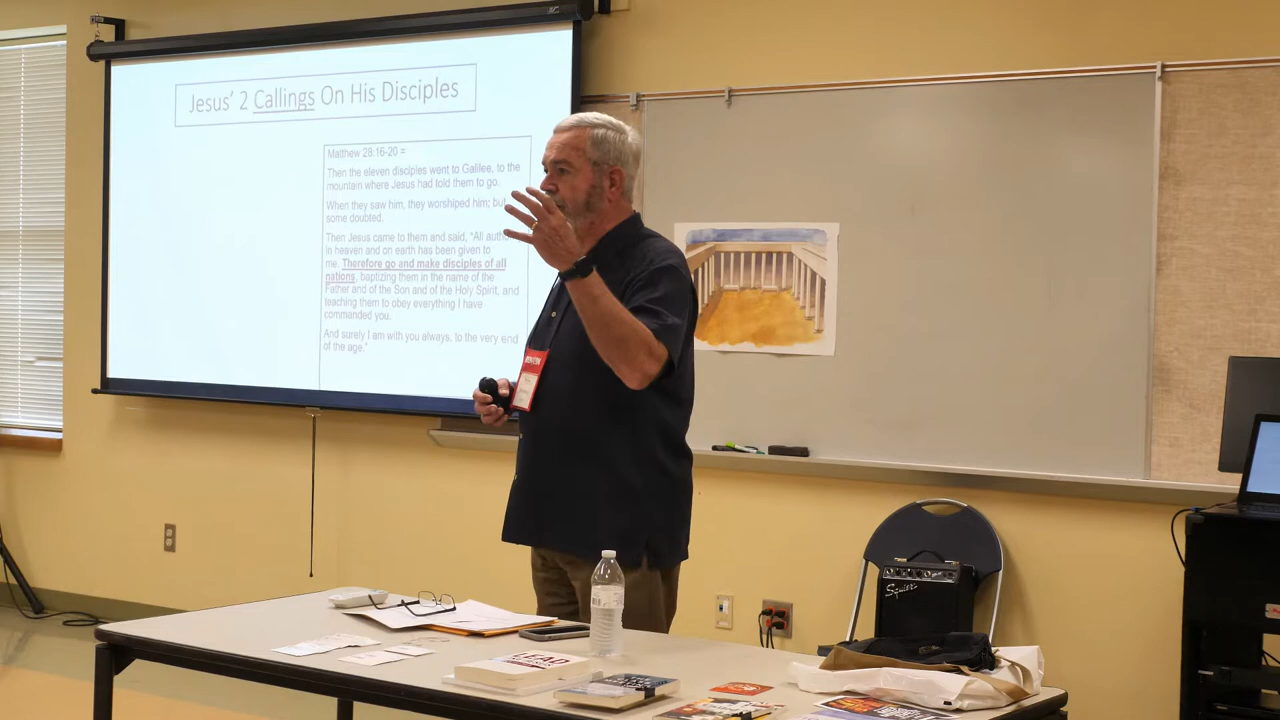 Jesus' 2 Callings On His Disciples
Matthew 28:16-20 =
Then the eleven disciples went to Galilee, to the
mountain where Jesus had told them to go.
When they saw him, they worshiped him; but
some doubted.
Then Jesus came to them and said, "All
in heaven and on earth has been given to
me. Therefore go and make disciples of all
nations, baptizing them in the name of the
Father and of the Son and of the Holy Spirit, and
teaching them to obey everything I have
commanded you.
And surely I am with you always, to the very end
of the age."
Squier
LEAD